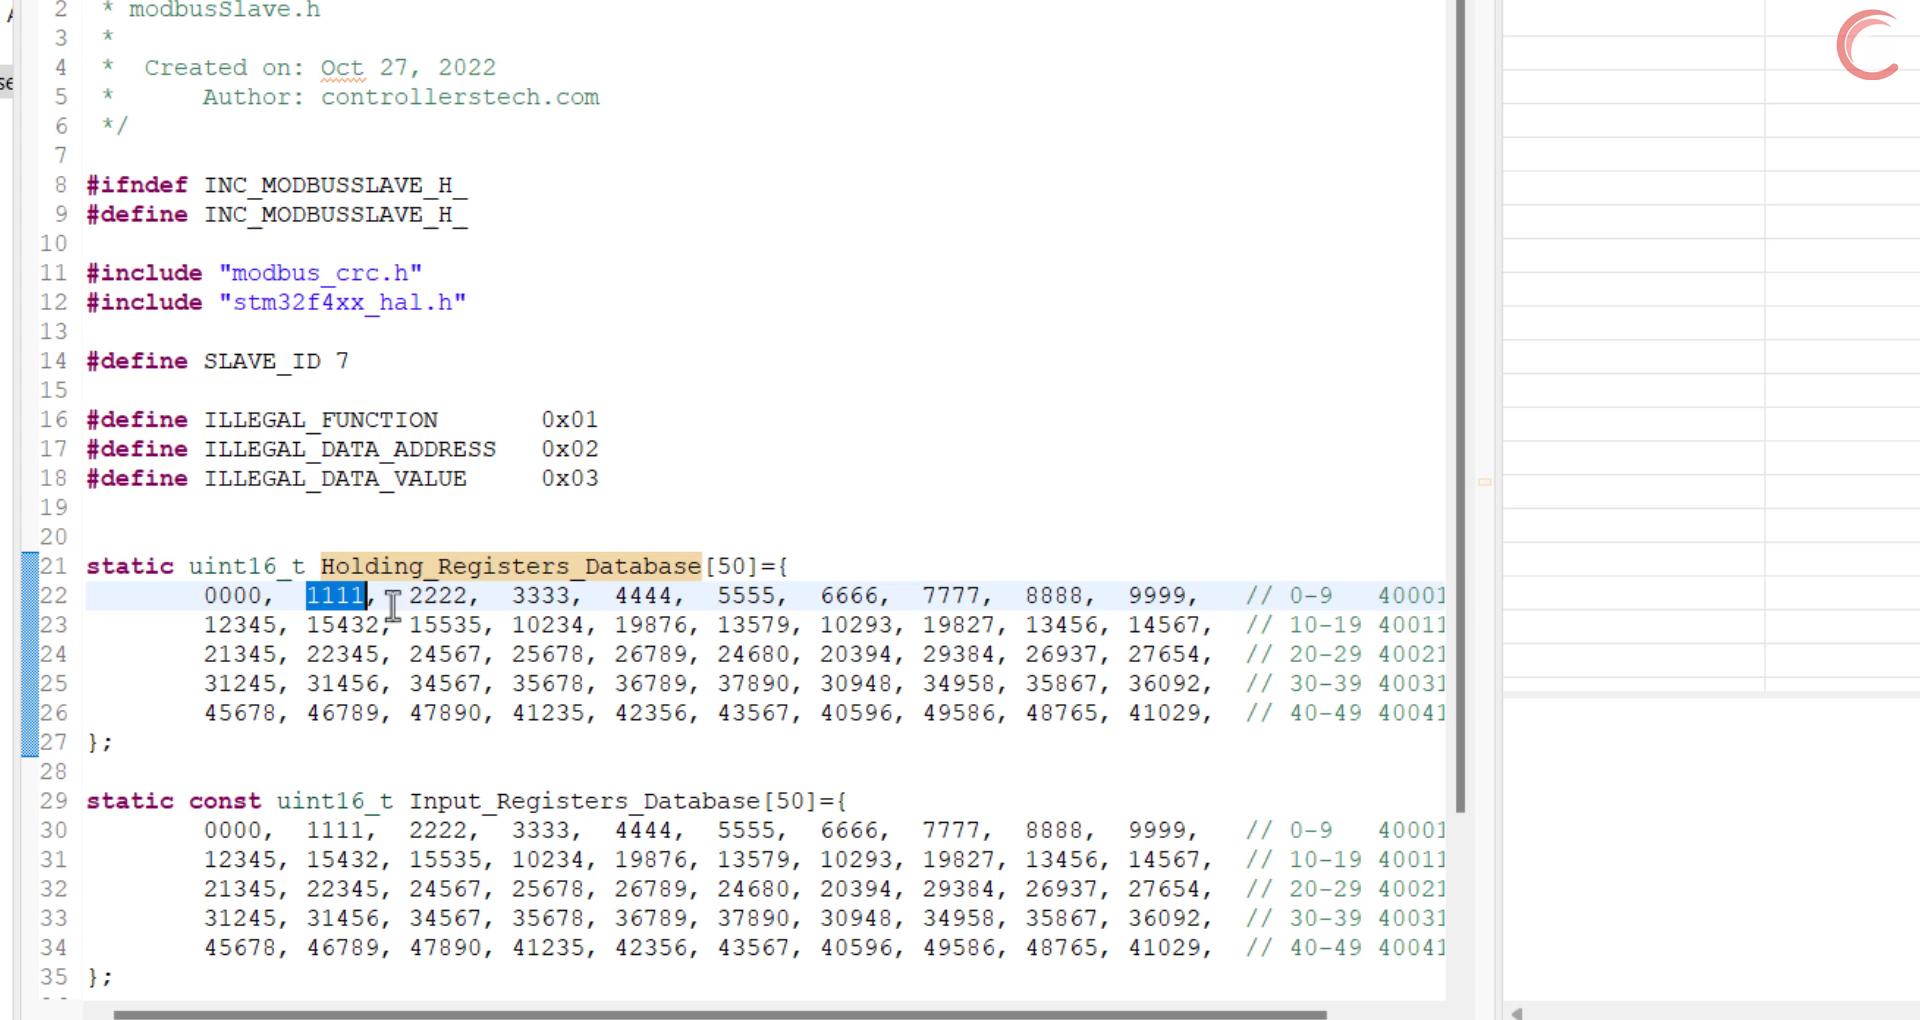 2 * modbusSlave.h
3 *
4 * Created on: Oct 27, 2022
5 * Author: controllerstech.com
6 */
7
8 #ifndef INC_MODBUSSLAVE_H_
9 #define INC_MODBUSSLAVE_H_
10
11 #include "modbus_crc.h"
12 #include "stm32f4xx_hal.h"
13
14 #define SLAVE_ID 7
15
16 #define ILLEGAL_FUNCTION 0x01
17 #define ILLEGAL_DATA_ADDRESS 0x02
18 #define ILLEGAL_DATA_VALUE 0x03
19
20
21 static uint16_t Holding_Registers_Database[50]={
22 0000, 1111, 2222, 3333, 4444, 5555, 6666, 7777, 8888, 9999, // 0-9 40001
23 12345, 15432, 15535, 10234, 19876, 13579, 10293, 19827, 13456, 14567, // 10-19 40011
24 21345, 22345, 24567, 25678, 26789, 24680, 20394, 29384, 26937, 27654, // 20-29 40021
25 31245, 31456, 34567, 35678, 36789, 37890, 30948, 34958, 35867, 36092, // 30-39 40031
26 45678, 46789, 47890, 41235, 42356, 43567, 40596, 49586, 48765, 41029, // 40-49 40041
27 };
28
29 static const uint16_t Input_Registers_Database[50]={
30 0000, 1111, 2222, 3333, 4444, 5555, 6666, 7777, 8888, 9999, // 0-9 40001
31 12345, 15432, 15535, 10234, 19876, 13579, 10293, 19827, 13456, 14567, // 10-19 40011
32 21345, 22345, 24567, 25678, 26789, 24680, 20394, 29384, 26937, 27654, // 20-29 40021
33 31245, 31456, 34567, 35678, 36789, 37890, 30948, 34958, 35867, 36092, // 30-39 40031
34 45678, 46789, 47890, 41235, 42356, 43567, 40596, 49586, 48765, 41029, // 40-49 40041
35 };